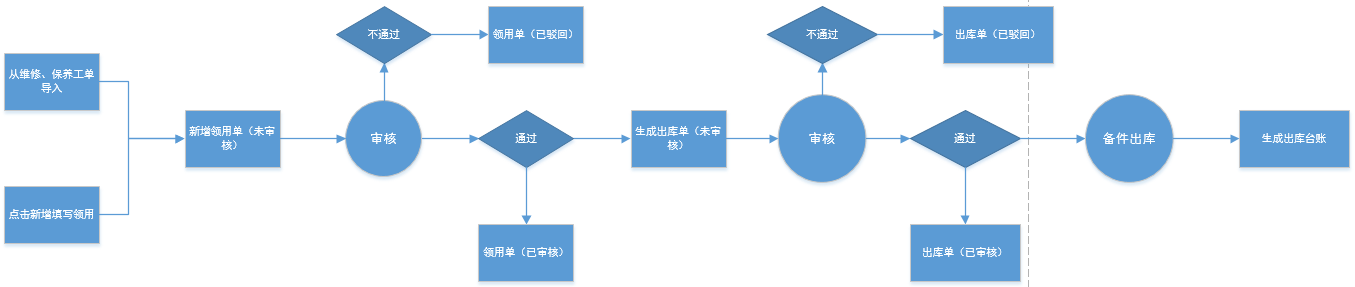 从维修、保养工单
导入
点击新增填写领用
新增领用单（未审
核）
审核
不通过
领用单（已驳回）
通过
领用单（已审核）
生成出库单（未审
核）
审核
不通过
出库单（已驳回）
通过
出库单（已审核）
备件出库
生成出库台账